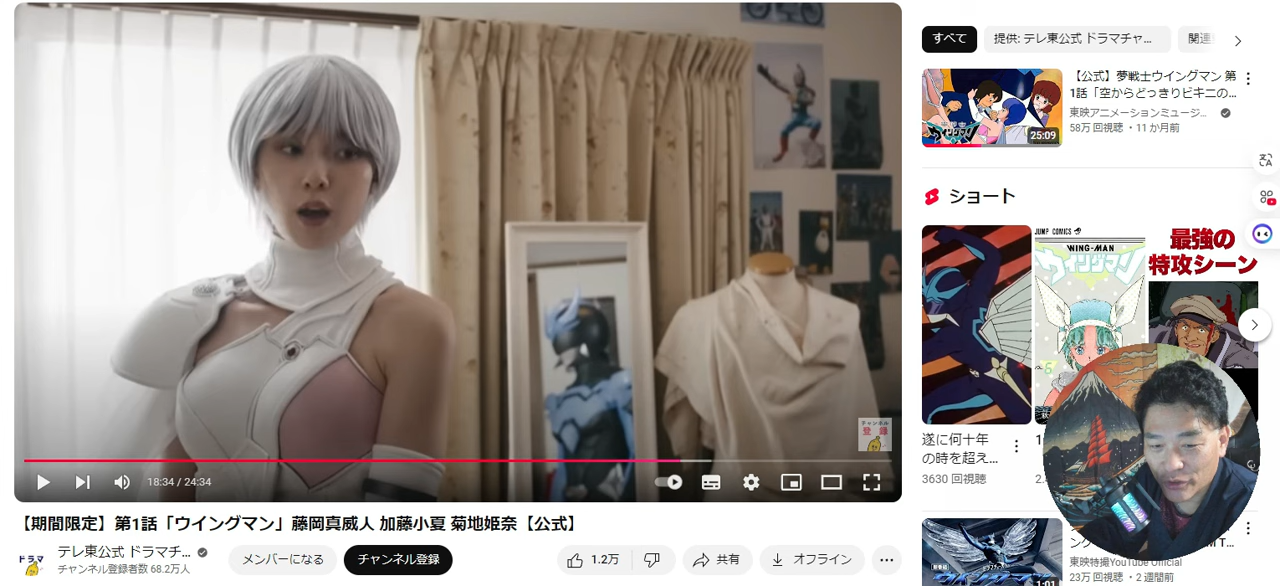 チャンネル
登録
18:34 / 24:34
【期間限定】第1話「ウイングマン」藤岡真威人 加藤小夏 菊地姫奈【公式】
ドラマ
テレ東公式 ドラマチ...
チャンネル登録者数 68.2万人
メンバーになる
チャンネル登録
1.2万
共有
オフライン
すべて
提供: テレ東公式 ドラマチャ...
関連
【公式】夢戦士ウイングマン 第
1話「空からどっきりビキニの...
東映アニメーションミュージ...
58万 回視聴 ・11 か月前
25:09
ショート
JUMP COMICS
WING-MAN
ウイングマン
最強の
特攻シーン
遂に何十年
の時を超え...
3630 回視聴
東映特撮YouTube Official
23万 回視聴 ・2 週間前
1:01